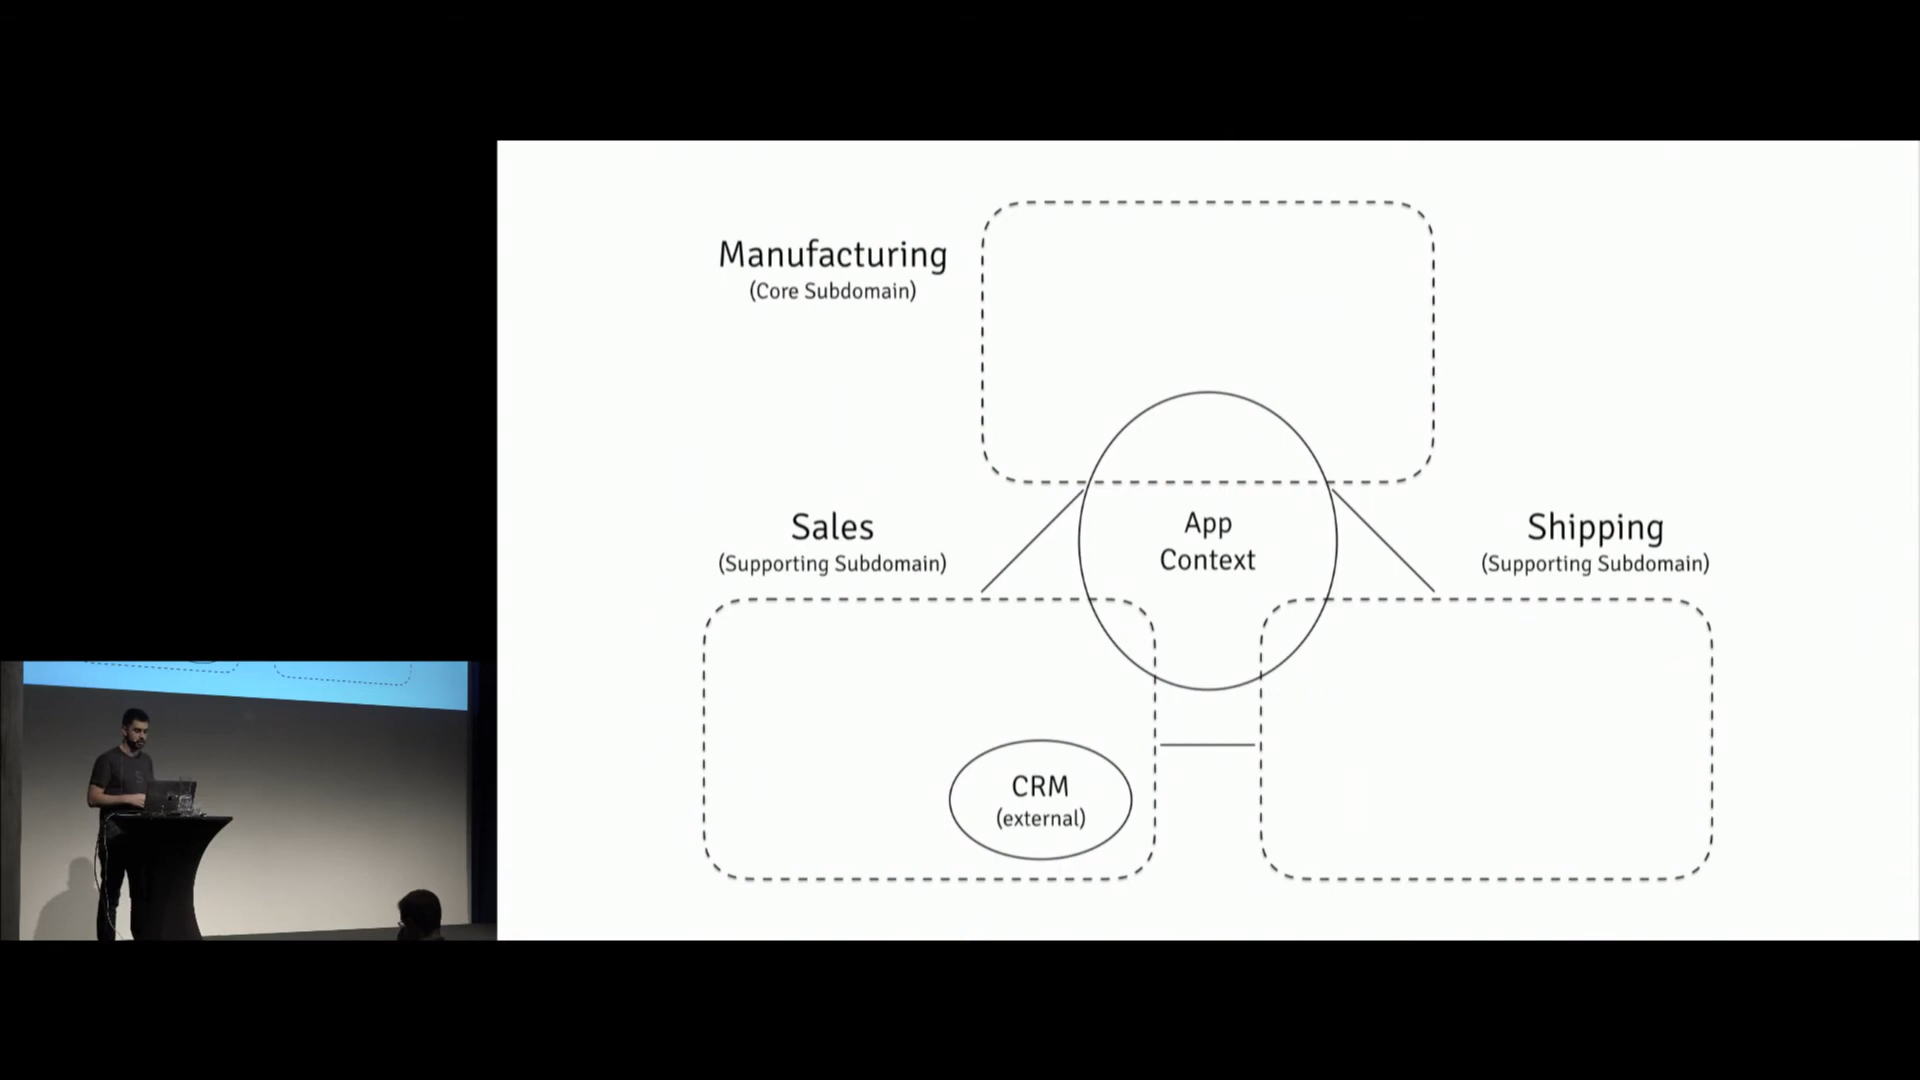 Manufacturing
(Core Subdomain)
Sales
(Supporting Subdomain)
App
Context
Shipping
(Supporting Subdomain)
CRM
(external)